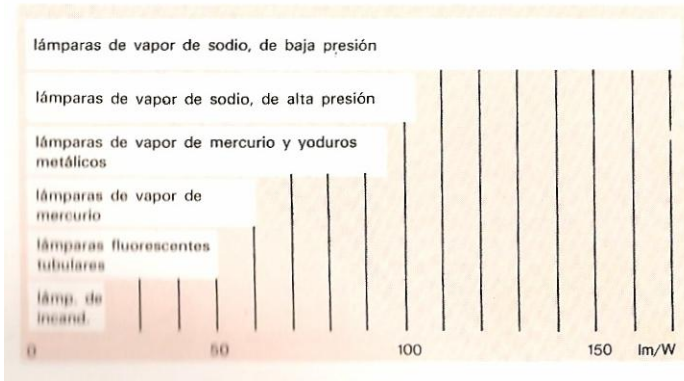 lámparas de vapor de sodio, de baja presión
lámparas de vapor de sodio, de alta presión
lámparas de vapor de mercurio y yoduros
metálicos
lámparas de vapor de
mercurio
lámparas fluorescentes
tubulares
lámp. de
incand.
0 50 100 150 lm/W